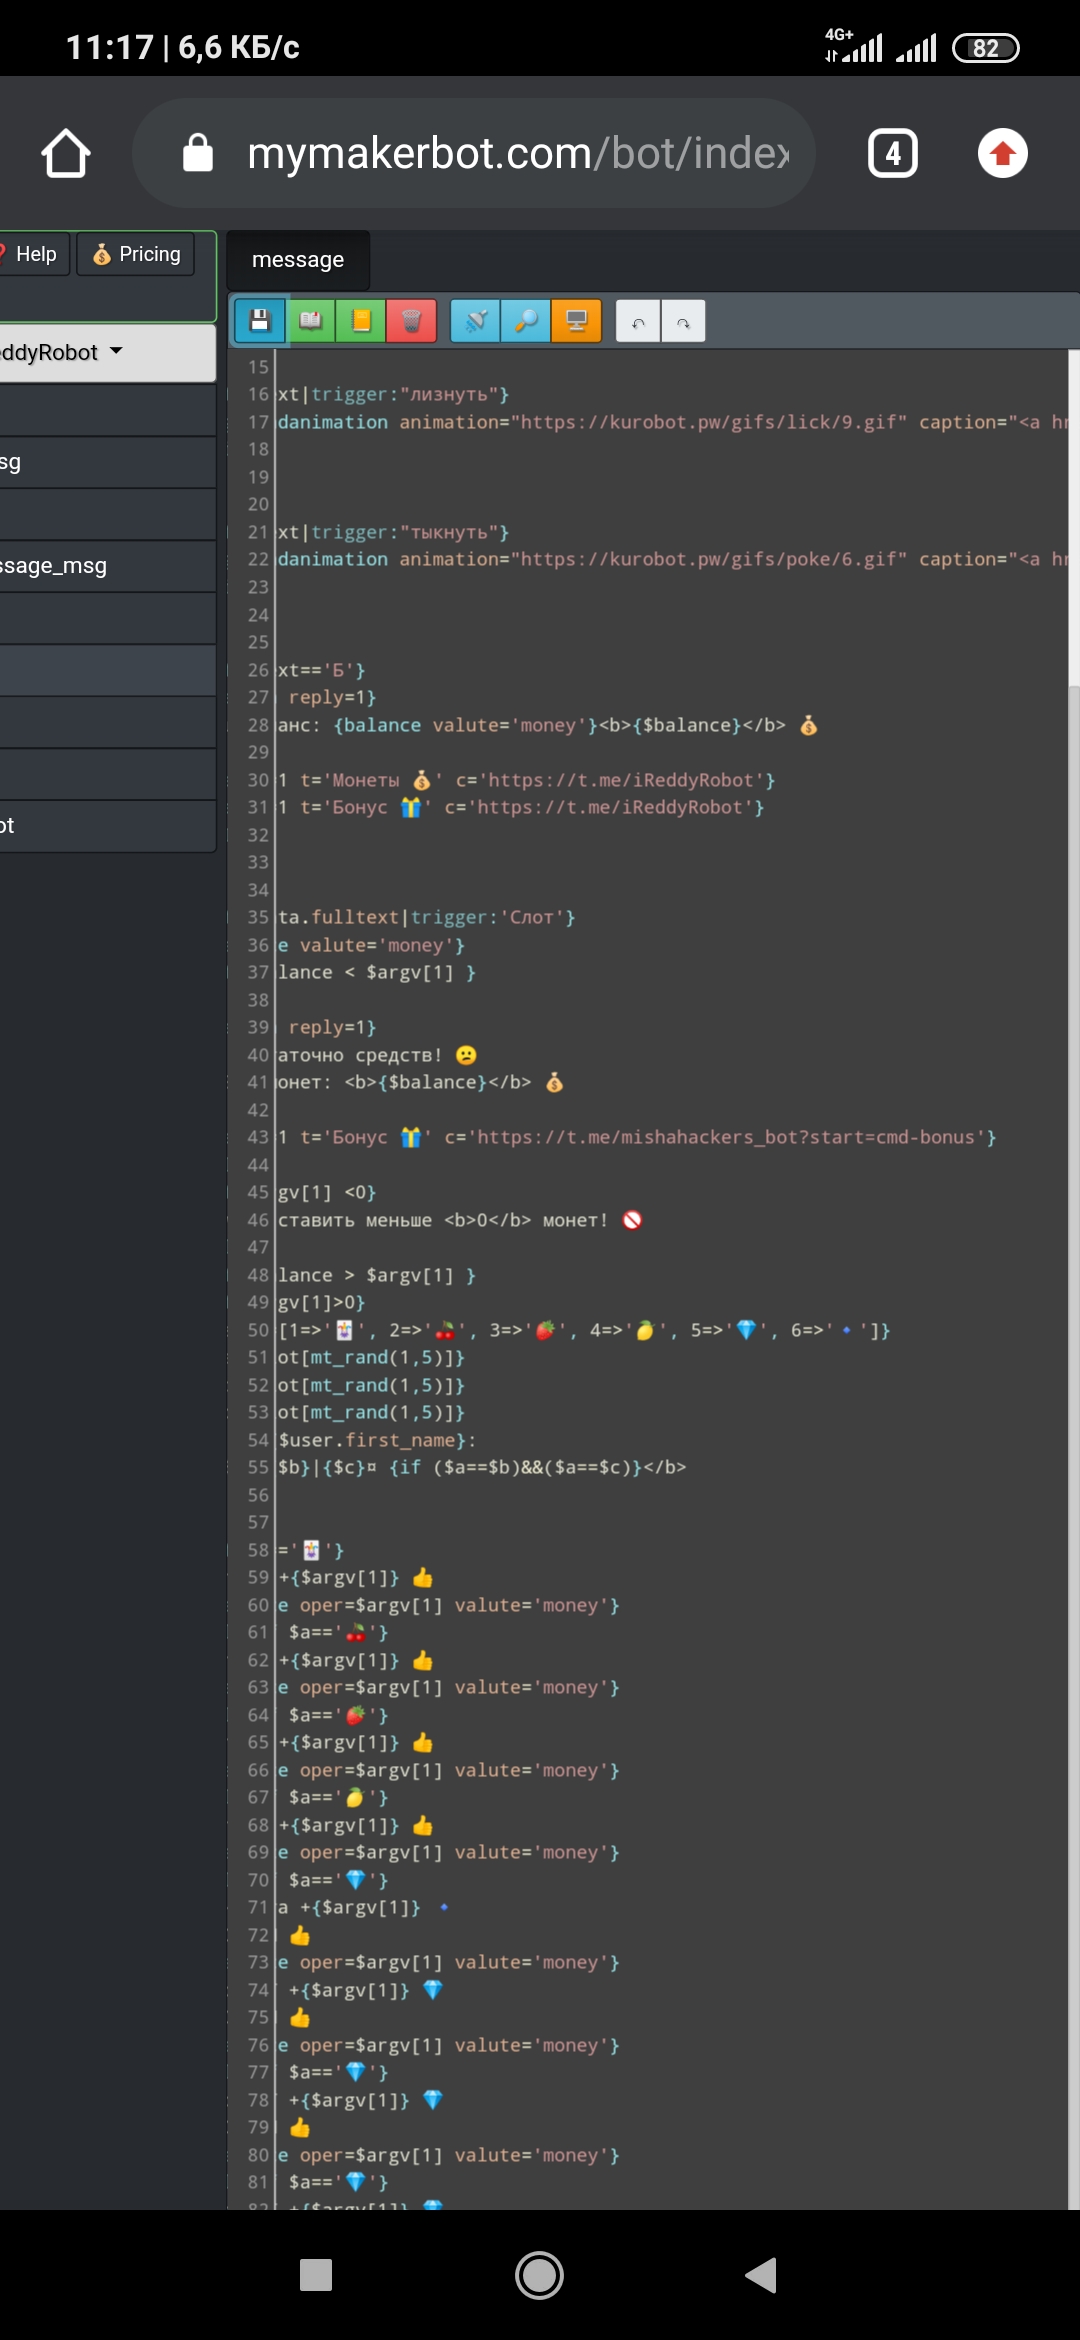 11:17 | 6,6 КБ/с 4G+ 82
mymakerbot.com/bot/index 4
❓ Help 💰 Pricing
message
eddyRobot
sg
ssage_msg
ot
15
16 xt|trigger:"лизнуть"}
17 danimation animation="https://kurobot.pw/gifs/lick/9.gif" caption="<a hr
18
19
20
21 xt|trigger:"тыкнуть"}
22 danimation animation="https://kurobot.pw/gifs/poke/6.gif" caption="<a hr
23
24
25
26 xt=='Б'}
27 reply=1}
28 анс: {balance valute='money'}<b>{$balance}</b> 💰
29
30 1 t='Монеты 💰' c='https://t.me/iReddyRobot'}
31 1 t='Бонус 🎁' c='https://t.me/iReddyRobot'}
32
33
34
35 ta.fulltext|trigger:'Слот'}
36 e valute='money'}
37 lance < $argv[1] }
38
39 reply=1}
40 аточно средств! 😕
41 онет: <b>{$balance}</b> 💰
42
43 1 t='Бонус 🎁' c='https://t.me/mishahackers_bot?start=cmd-bonus'}
44
45 gv[1] <0}
46 ставить меньше <b>0</b> монет! 🚫
47
48 lance > $argv[1] }
49 gv[1]>0}
50 [1=>'🃏', 2=>'🍒', 3=>'🍓', 4=>'🍋', 5=>'💎', 6=>'🔹']}
51 ot[mt_rand(1,5)]}
52 ot[mt_rand(1,5)]}
53 ot[mt_rand(1,5)]}
54 $user.first_name}:
55 $b}|{$c}¤ {if ($a==$b)&&($a==$c)}</b>
56
57
58 ='🃏'}
59 +{$argv[1]} 👍
60 e oper=$argv[1] valute='money'}
61 $a=='🍒'}
62 +{$argv[1]} 👍
63 e oper=$argv[1] valute='money'}
64 $a=='🍓'}
65 +{$argv[1]} 👍
66 e oper=$argv[1] valute='money'}
67 $a=='🍋'}
68 +{$argv[1]} 👍
69 e oper=$argv[1] valute='money'}
70 $a=='💎'}
71 а +{$argv[1]} 🔹
72 👍
73 e oper=$argv[1] valute='money'}
74 +{$argv[1]} 💎
75 👍
76 e oper=$argv[1] valute='money'}
77 $a=='💎'}
78 +{$argv[1]} 💎
79 👍
80 e oper=$argv[1] valute='money'}
81 $a=='💎'}
82 +{$argv[1]} 💎